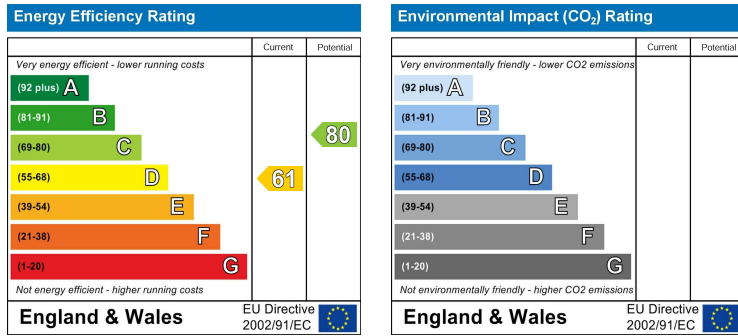 Energy Efficiency Rating
Current Potential
Very energy efficient - lower running costs
(92 plus) A
(81-91) B
(69-80) C
(55-68) D
(39-54) E
(21-38) F
(1-20) G
61
80
Not energy efficient - higher running costs
England & Wales
EU Directive
2002/91/EC
Environmental Impact (CO₂) Rating
Current Potential
Very environmentally friendly - lower CO2 emissions
(92 plus) A
(81-91) B
(69-80) C
(55-68) D
(39-54) E
(21-38) F
(1-20) G
Not environmentally friendly - higher CO2 emissions
England & Wales
EU Directive
2002/91/EC